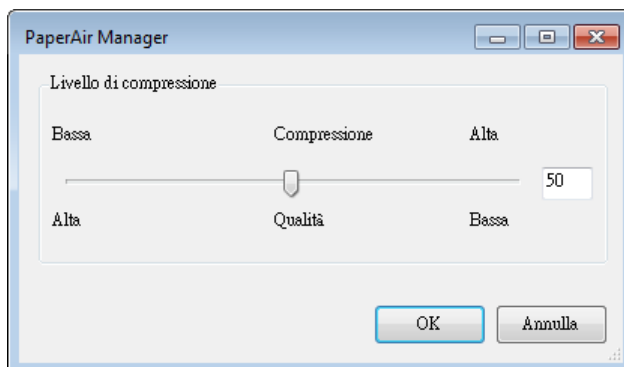 PaperAir Manager
Livello di compressione
Bassa Compressione Alta
50
Alta Qualità Bassa
OK Annulla